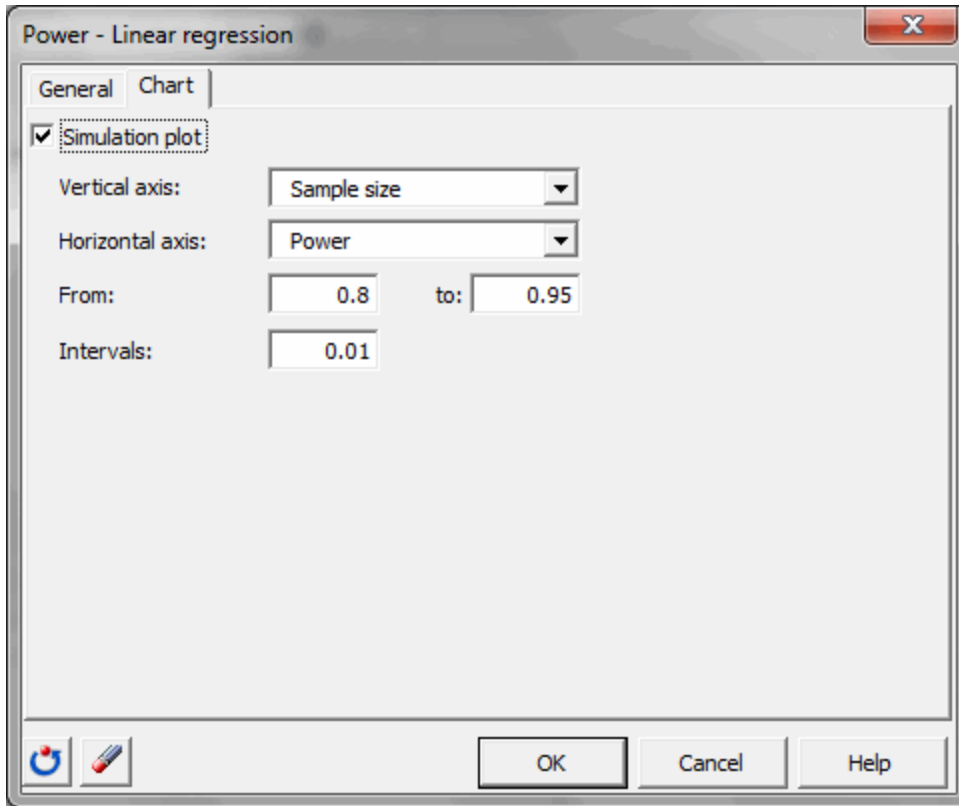 Power - Linear regression
General Chart
Simulation plot
Vertical axis: Sample size
Horizontal axis: Power
From: 0.8 to: 0.95
Intervals: 0.01
OK Cancel Help